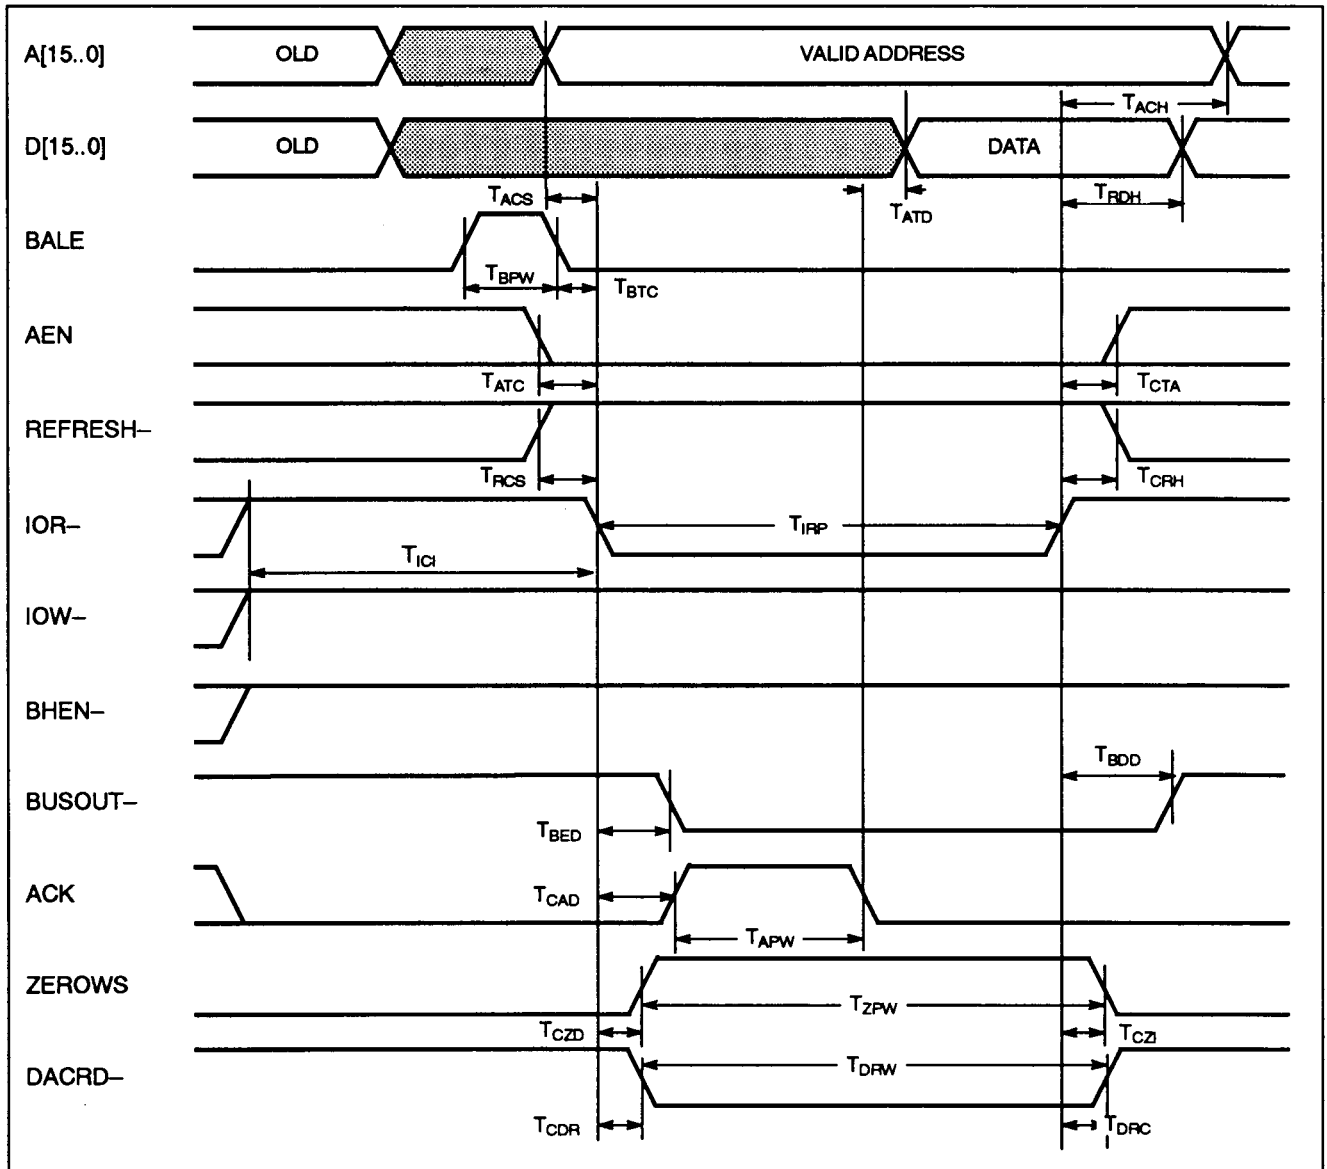 A[15..0] OLD VALID ADDRESS
TACH
D[15..0] OLD DATA
TACS TATD TRDH
BALE
TBPW TBTC
AEN
TATC TCTA
REFRESH–
TRCS TCRH
IOR– TIRP
TICI
IOW–
BHEN–
TBDD
BUSOUT–
TBED
ACK TCAD
TAPW
ZEROWS
TZPW
TCZD TCZI
DACRD– TDRW
TCDR TDRC